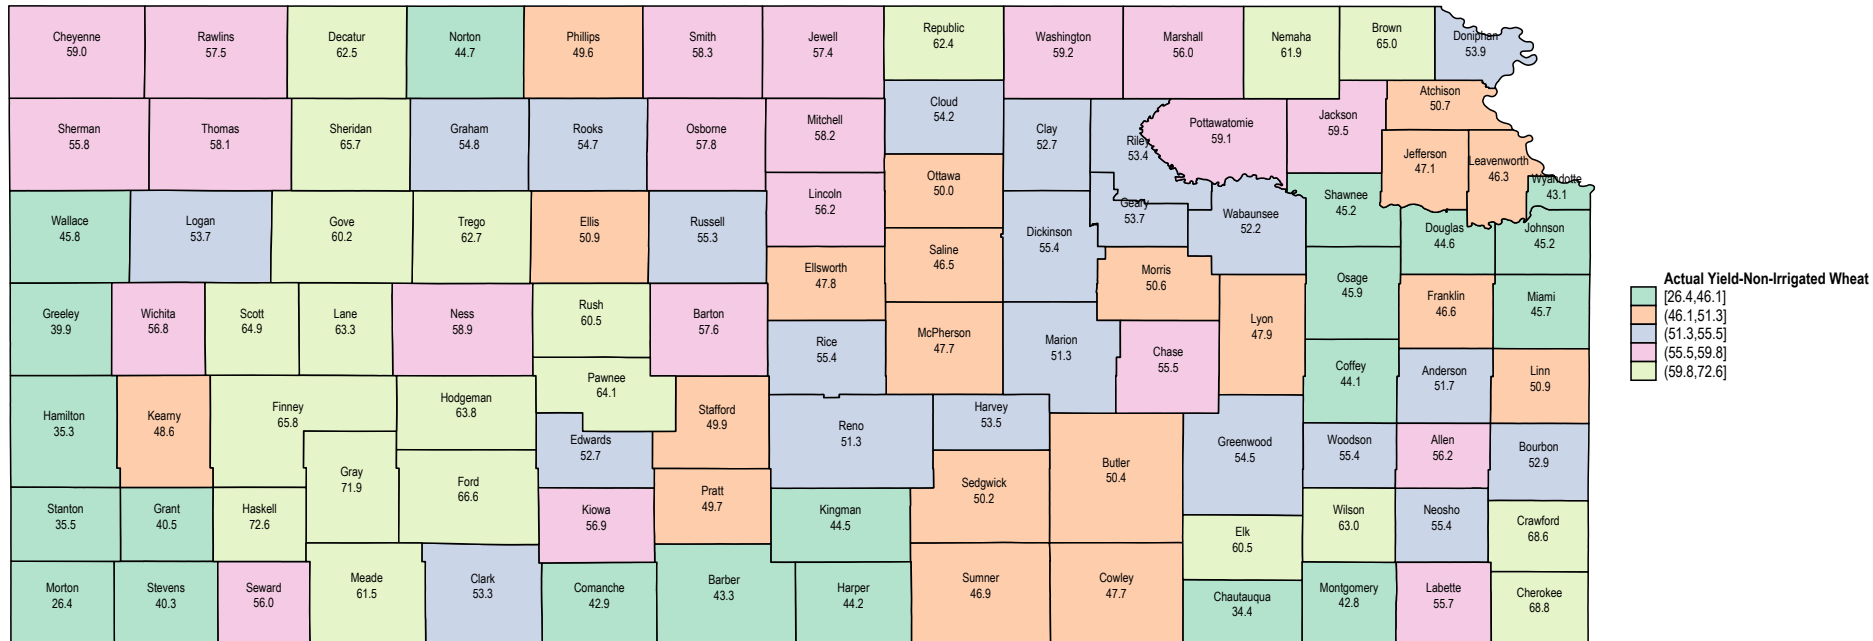 Cheyenne
59.0
Rawlins
57.5
Decatur
62.5
Norton
44.7
Phillips
49.6
Smith
58.3
Jewell
57.4
Republic
62.4
Washington
59.2
Marshall
56.0
Nemaha
61.9
Brown
65.0
Doniphan
53.9
Sherman
55.8
Thomas
58.1
Sheridan
65.7
Graham
54.8
Rooks
54.7
Osborne
57.8
Mitchell
58.2
Cloud
54.2
Clay
52.7
Riley
53.4
Pottawatomie
59.1
Jackson
59.5
Atchison
50.7
Jefferson
47.1
Leavenworth
46.3
Wyandotte
43.1
Wallace
45.8
Logan
53.7
Gove
60.2
Trego
62.7
Ellis
50.9
Russell
55.3
Lincoln
56.2
Ottawa
50.0
Saline
46.5
Dickinson
55.4
Geary
53.7
Wabaunsee
52.2
Shawnee
45.2
Douglas
44.6
Johnson
45.2
Ellsworth
47.8
Morris
50.6
Osage
45.9
Franklin
46.6
Miami
45.7
Greeley
39.9
Wichita
56.8
Scott
64.9
Lane
63.3
Ness
58.9
Rush
60.5
Barton
57.6
Rice
55.4
McPherson
47.7
Marion
51.3
Chase
55.5
Lyon
47.9
Coffey
44.1
Anderson
51.7
Linn
50.9
Hamilton
35.3
Kearny
48.6
Finney
65.8
Hodgeman
63.8
Pawnee
64.1
Edwards
52.7
Stafford
49.9
Reno
51.3
Harvey
53.5
Butler
50.4
Greenwood
54.5
Woodson
55.4
Allen
56.2
Bourbon
52.9
Gray
71.9
Ford
66.6
Kiowa
56.9
Pratt
49.7
Kingman
44.5
Sedgwick
50.2
Elk
60.5
Wilson
63.0
Neosho
55.4
Crawford
68.6
Stanton
35.5
Grant
40.5
Haskell
72.6
Morton
26.4
Stevens
40.3
Seward
56.0
Meade
61.5
Clark
53.3
Comanche
42.9
Barber
43.3
Harper
44.2
Sumner
46.9
Cowley
47.7
Chautauqua
34.4
Montgomery
42.8
Labette
55.7
Cherokee
68.8
Actual Yield-Non-Irrigated Wheat
[26.4,46.1]
(46.1,51.3]
(51.3,55.5]
(55.5,59.8]
(59.8,72.6]